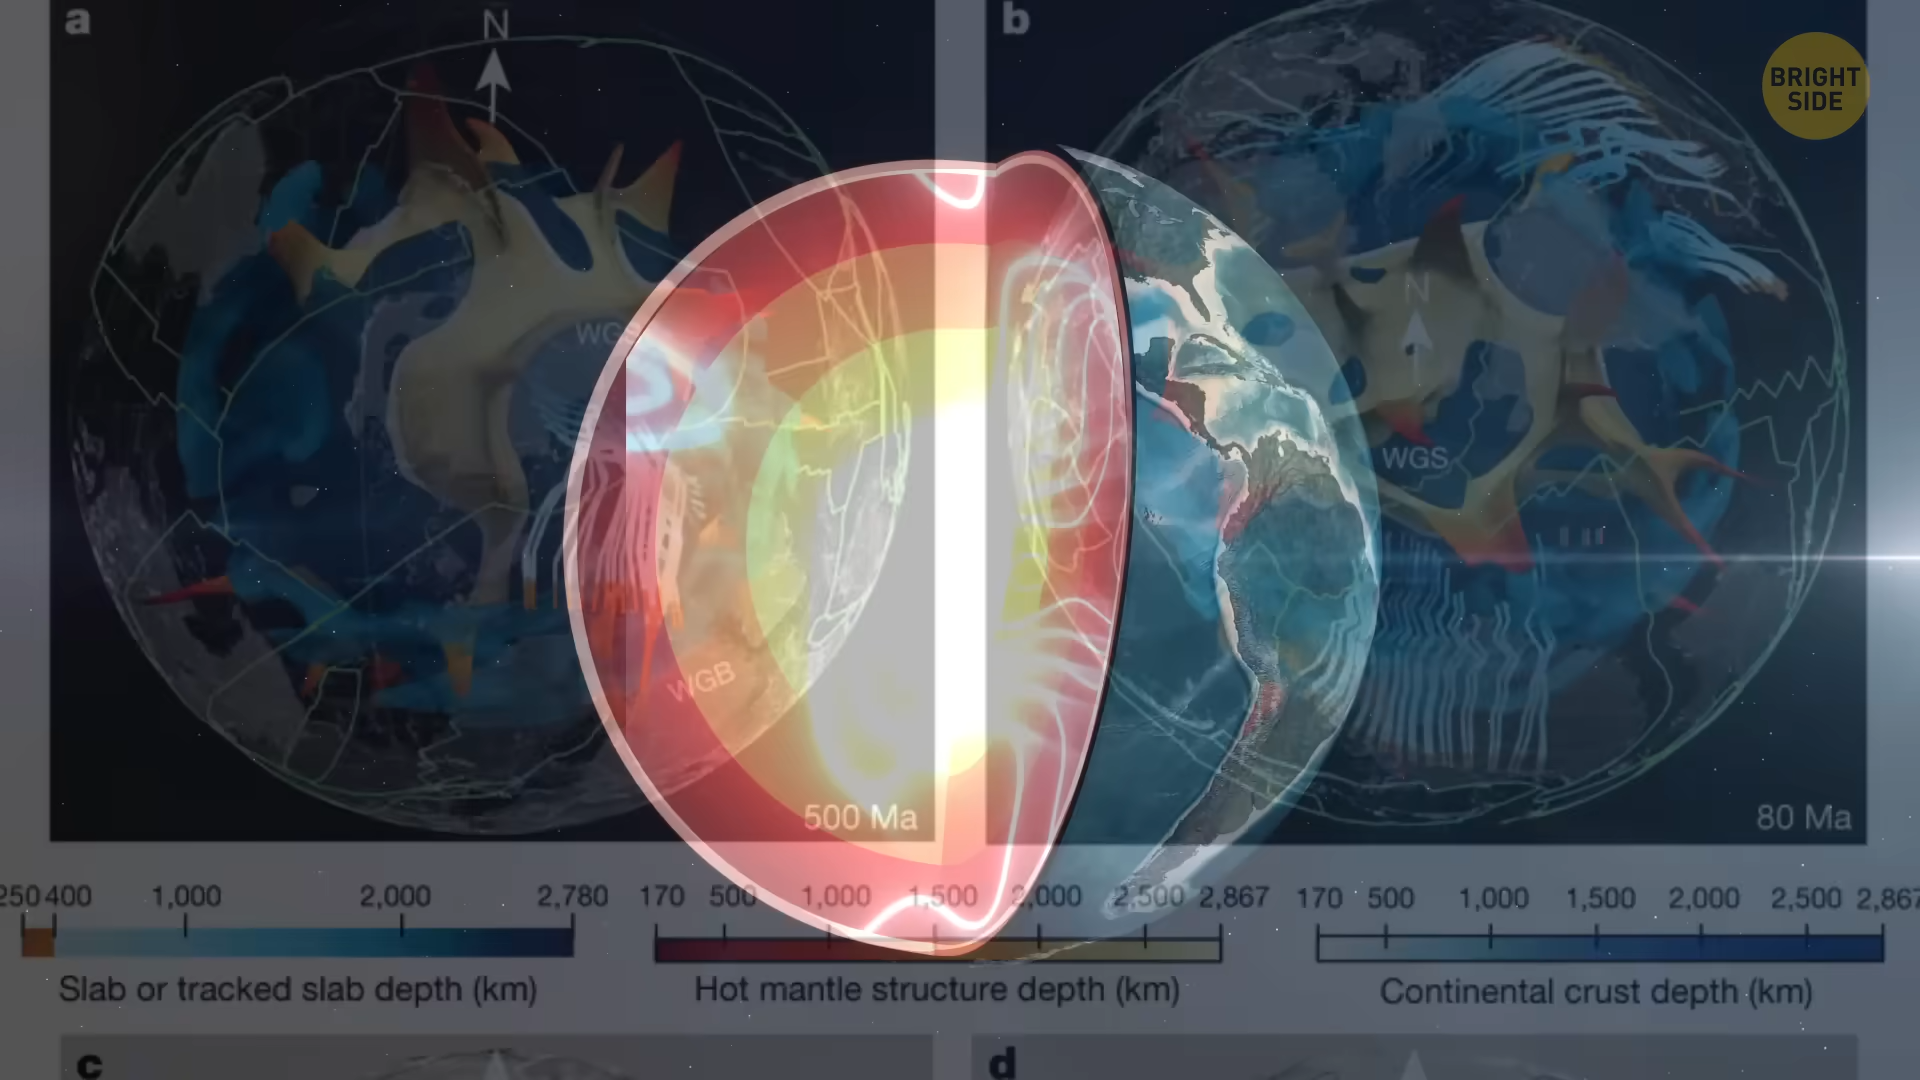 a
N
b
BRIGHT
SIDE
N
WGS
WGS
WGB
500 Ma
80 Ma
250 400 1,000 2,000 2,780
170 500 1,000 1,500 2,000 2,500 2,867
170 500 1,000 1,500 2,000 2,500 2,867
Slab or tracked slab depth (km)
Hot mantle structure depth (km)
Continental crust depth (km)
c
d